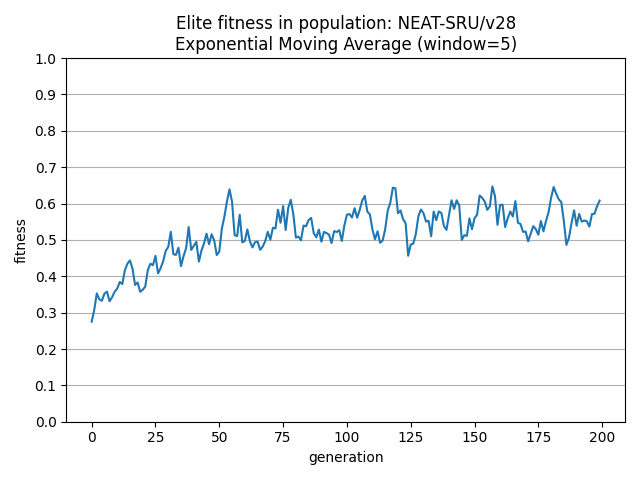 Elite fitness in population: NEAT-SRU/v28
Exponential Moving Average (window=5)
1.0
0.9
0.8
0.7
0.6
0.5
0.4
0.3
0.2
0.1
0.0
fitness
0 25 50 75 100 125 150 175 200
generation